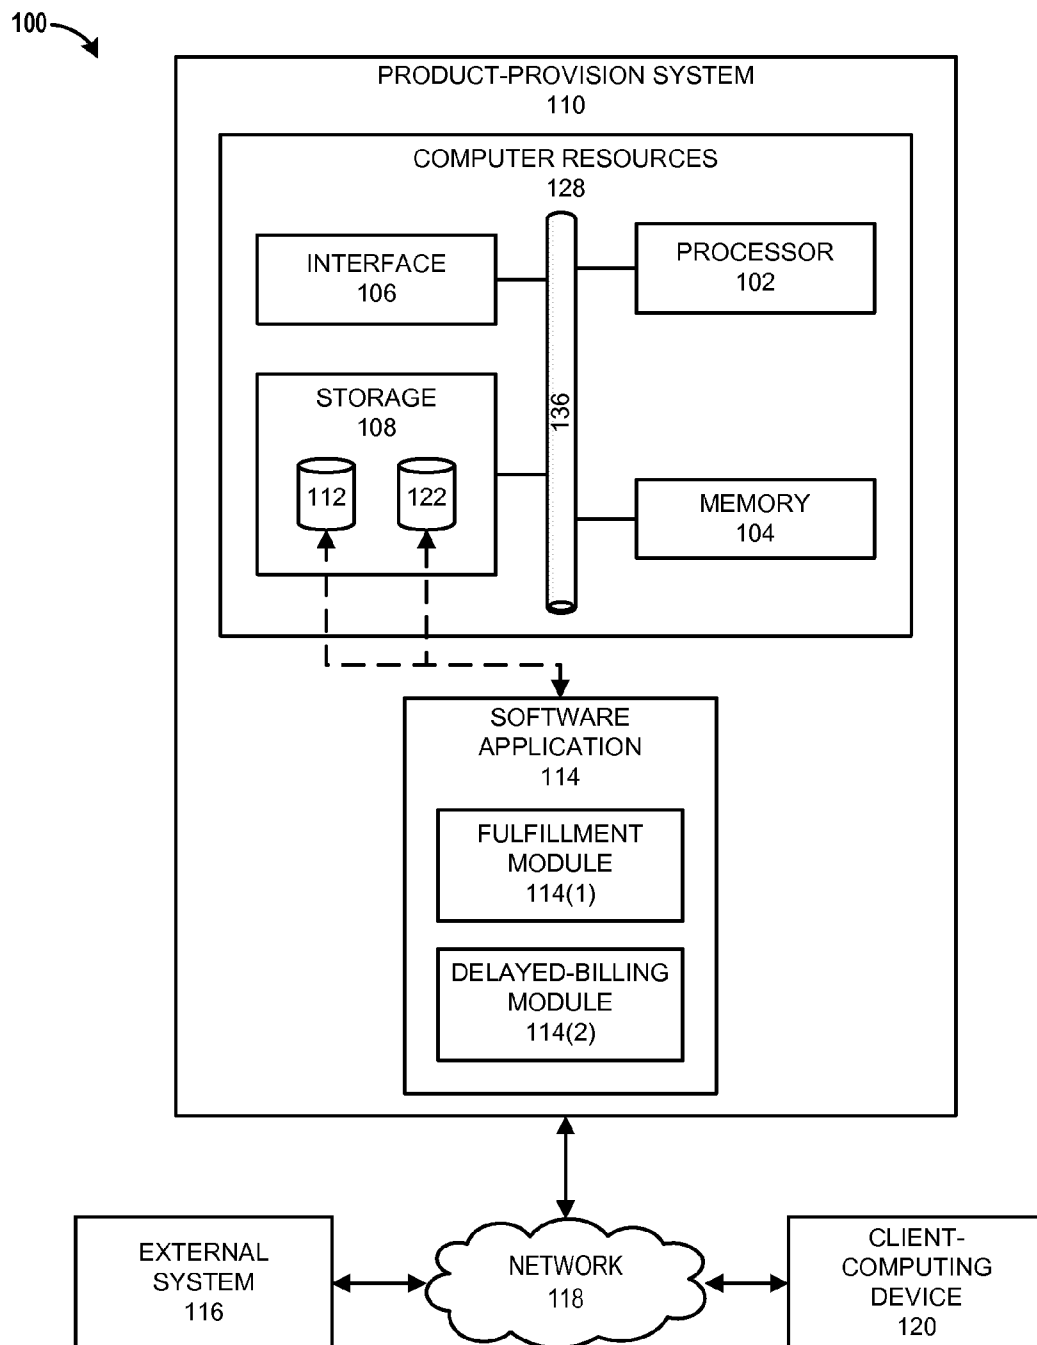 100
PRODUCT-PROVISION SYSTEM
110
COMPUTER RESOURCES
128
INTERFACE
106
PROCESSOR
102
STORAGE
108
112
122
136
MEMORY
104
SOFTWARE
APPLICATION
114
FULFILLMENT
MODULE
114(1)
DELAYED-BILLING
MODULE
114(2)
EXTERNAL
SYSTEM
116
NETWORK
118
CLIENT-
COMPUTING
DEVICE
120